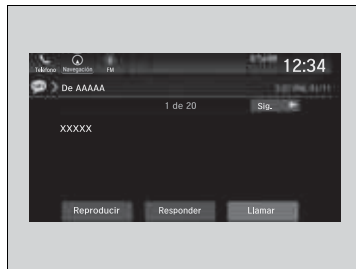 12:34
Teléfono Navegación FM
De AAAAA
1 de 20 Sig.
XXXXX
Reproducir Responder Llamar